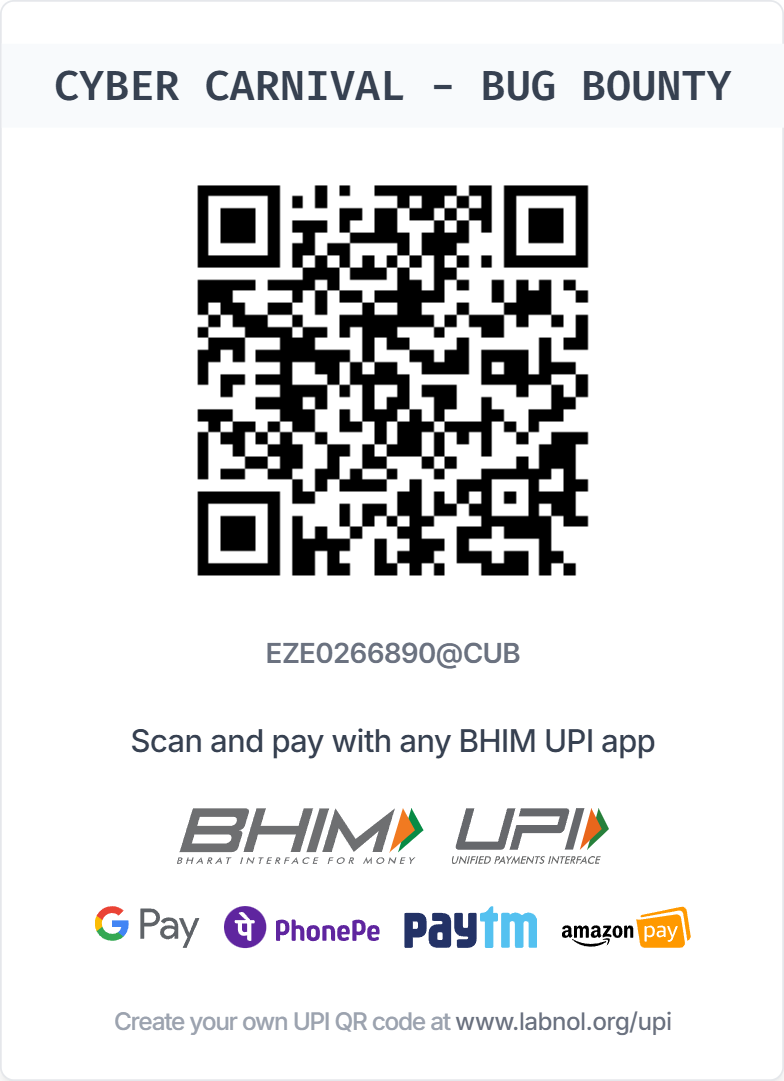 CYBER CARNIVAL – BUG BOUNTY
EZE0266890@CUB
Scan and pay with any BHIM UPI app
BHIM UPI
BHARAT INTERFACE FOR MONEY UNIFIED PAYMENTS INTERFACE
G Pay पे PhonePe paytm amazon pay
Create your own UPI QR code at www.labnol.org/upi